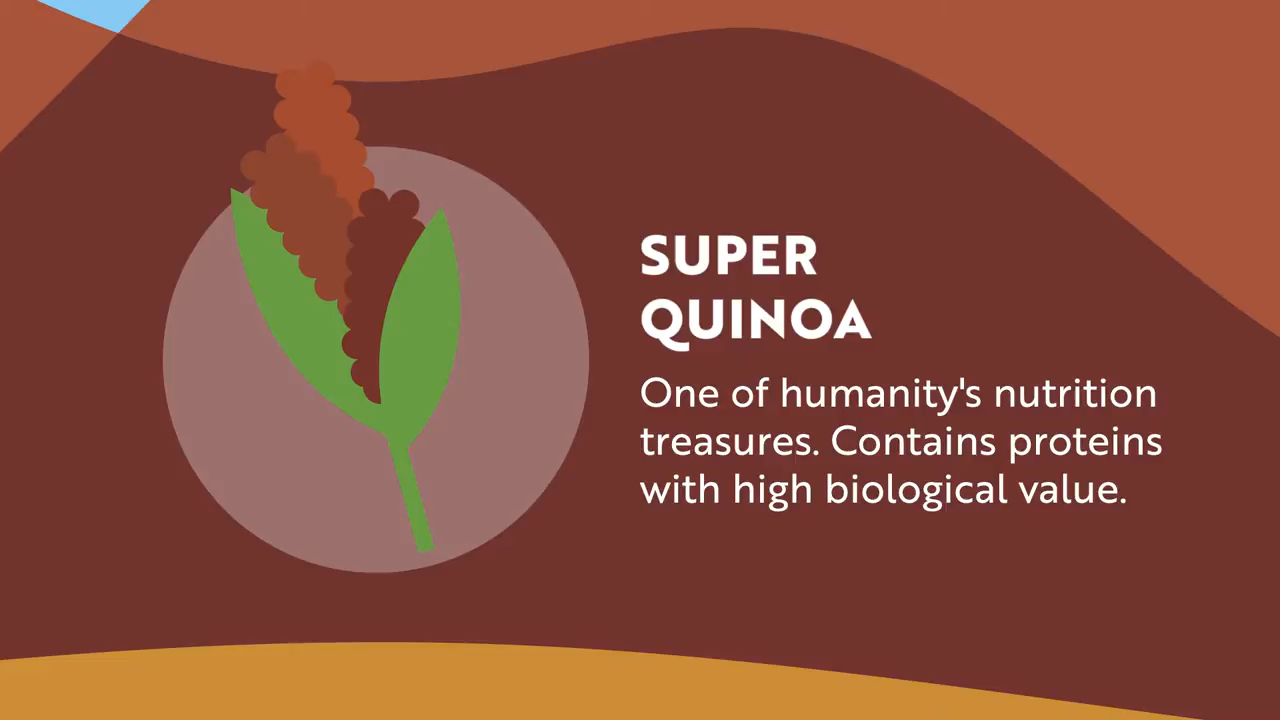 SUPER
QUINOA
One of humanity's nutrition
treasures. Contains proteins
with high biological value.